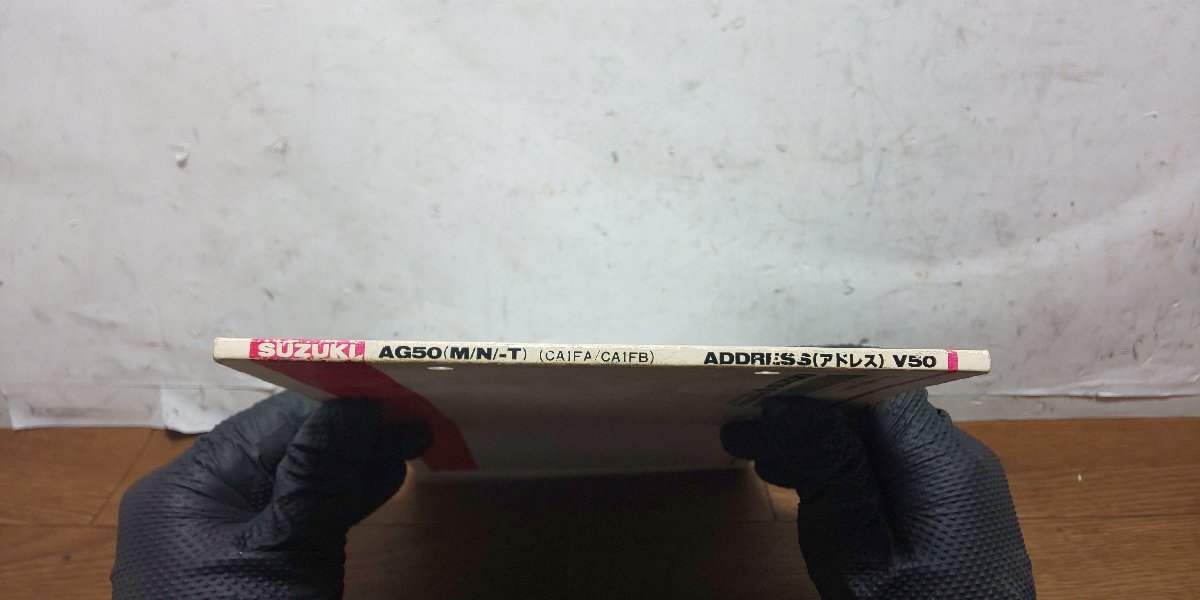 SUZUKI AG50(M/N/-T) (CA1FA/CA1FB) ADDRESS(アドレス) V50